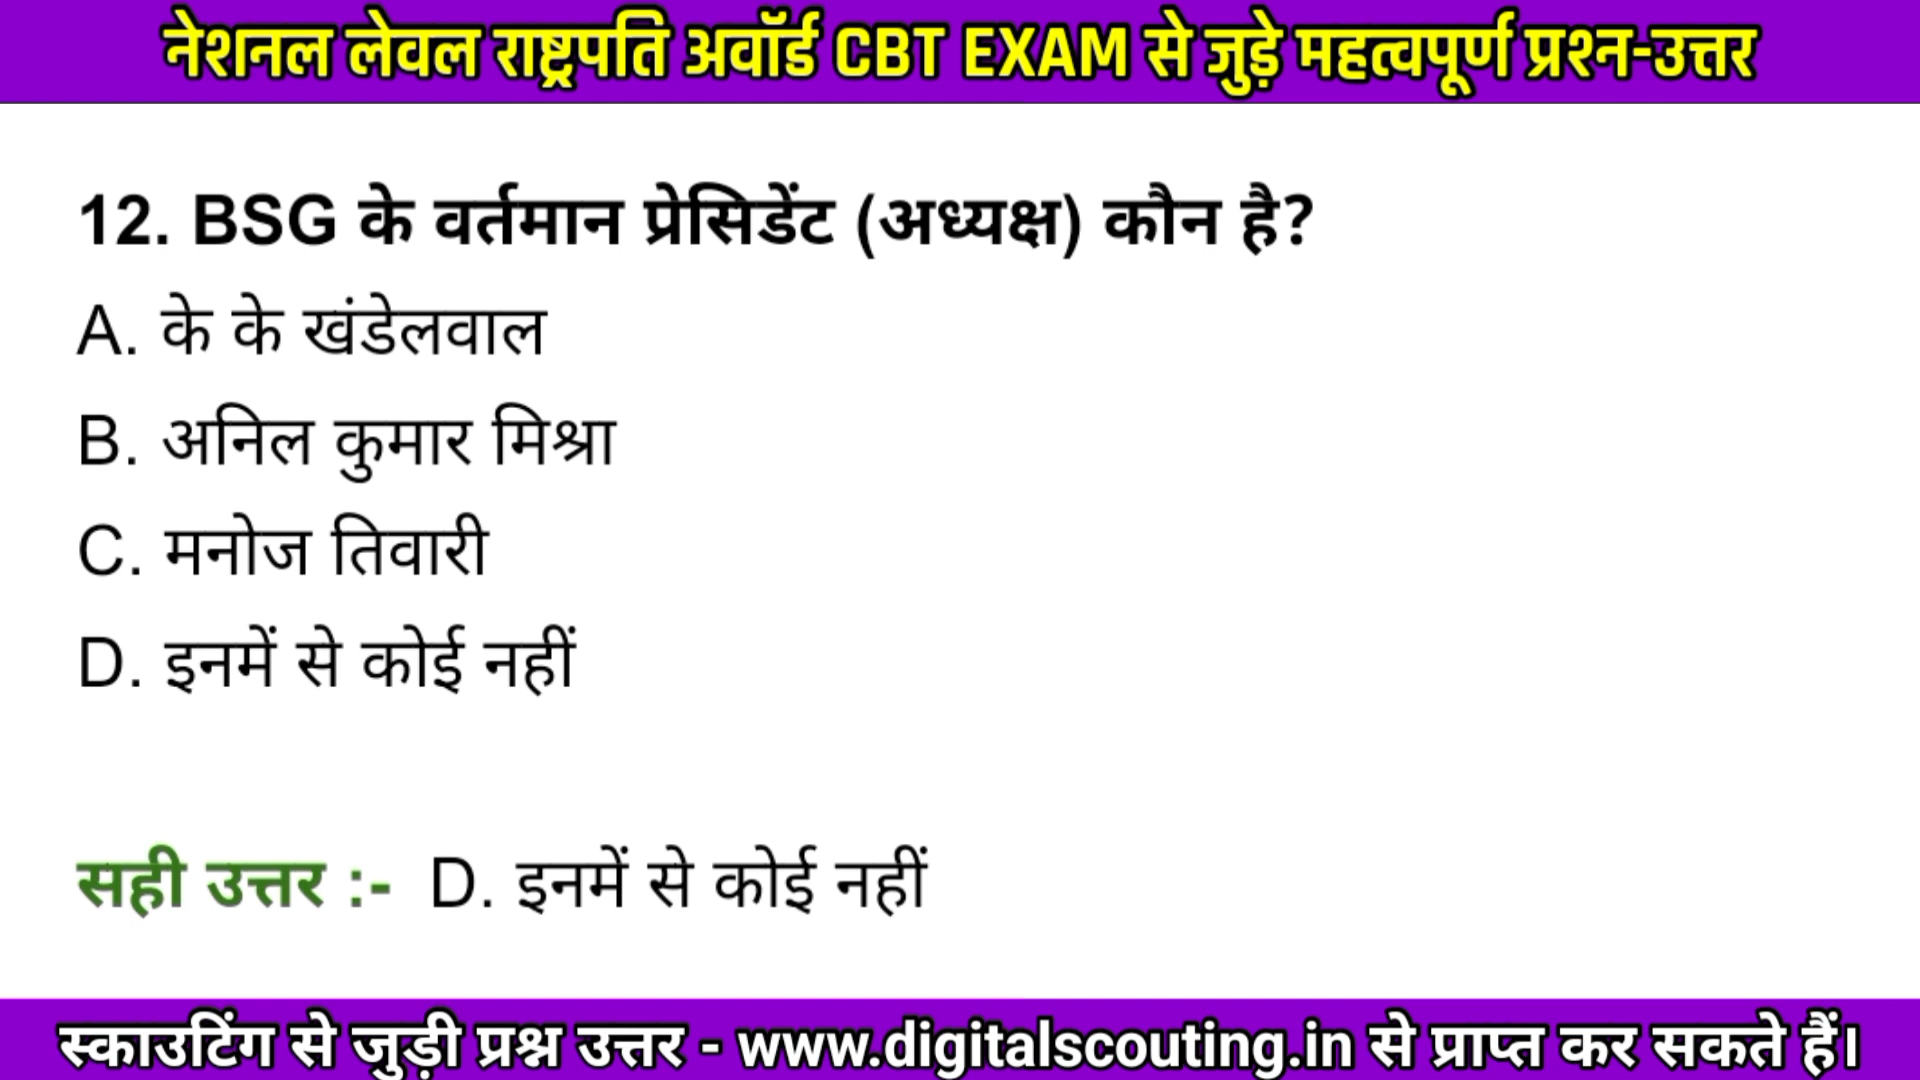 नेशनल लेवल राष्ट्रपति अवॉर्ड CBT EXAM से जुड़े महत्वपूर्ण प्रश्न-उत्तर
12. BSG के वर्तमान प्रेसिडेंट (अध्यक्ष) कौन है?
A. के के खंडेलवाल
B. अनिल कुमार मिश्रा
C. मनोज तिवारी
D. इनमें से कोई नहीं
सही उत्तर :- D. इनमें से कोई नहीं
स्काउटिंग से जुड़ी प्रश्न उत्तर - www.digitalscouting.in से प्राप्त कर सकते हैं।